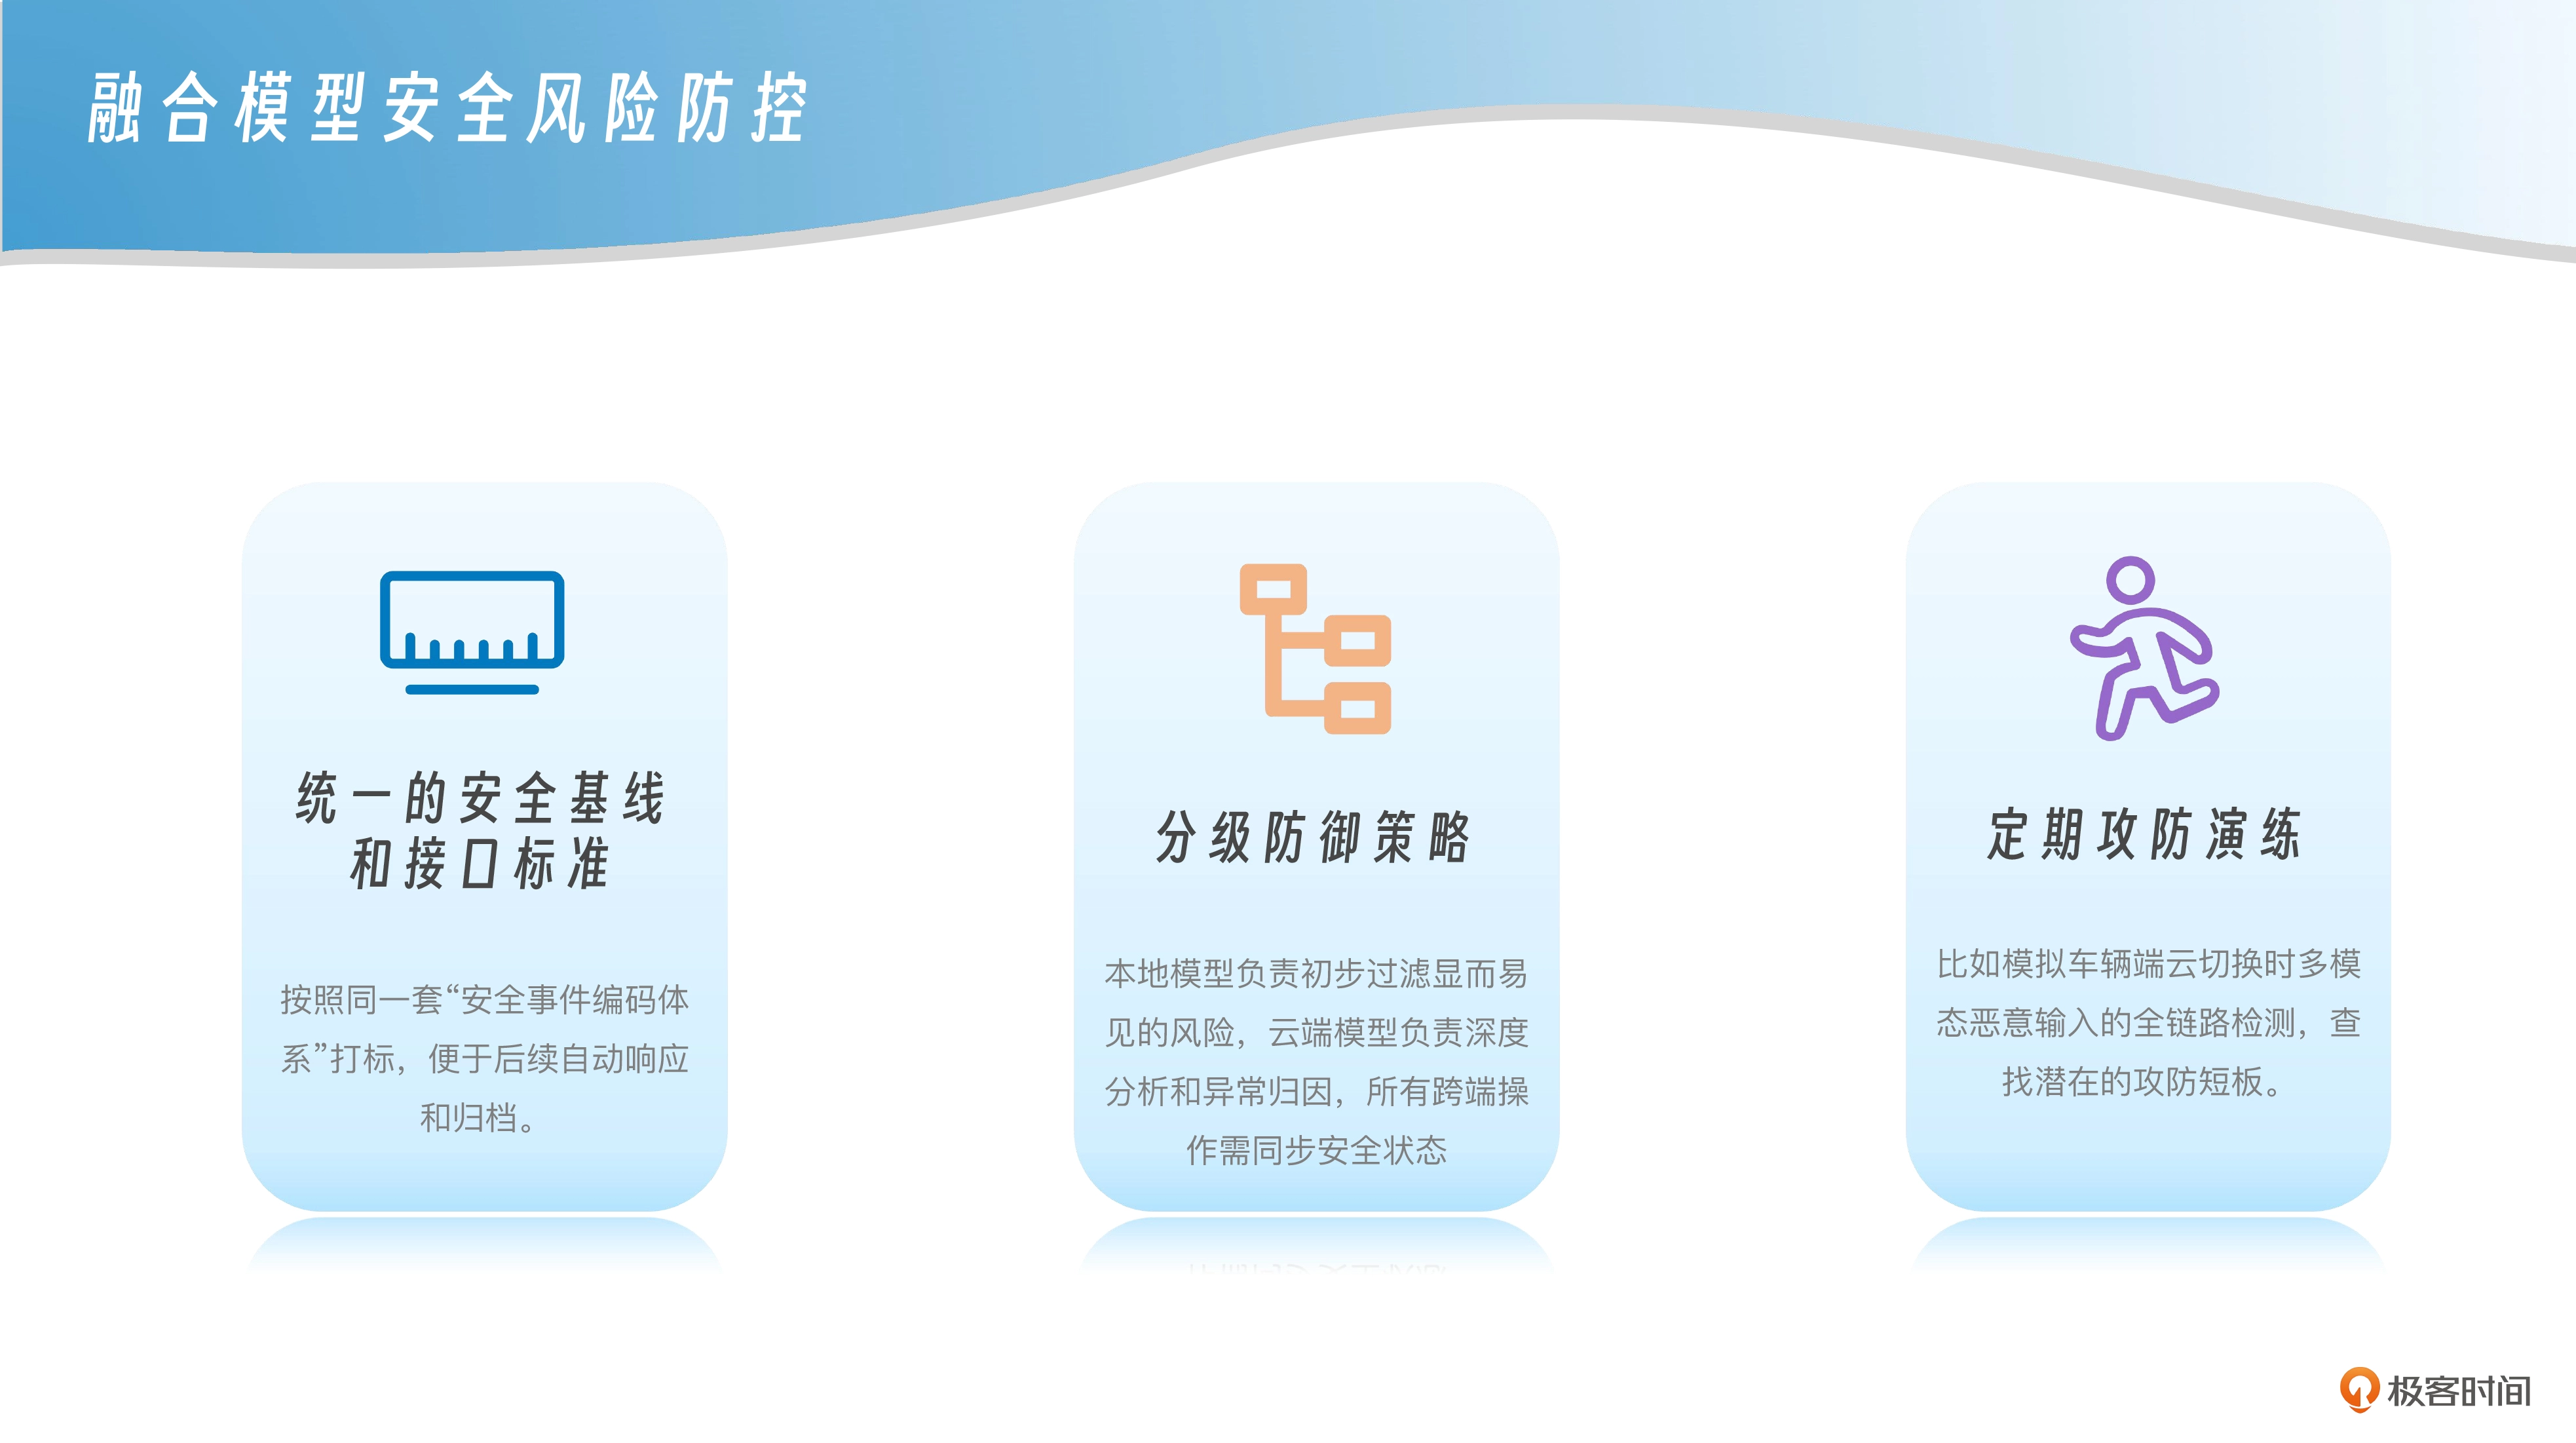 融合模型安全风险防控
统一的安全基线
和接口标准
按照同一套“安全事件编码体
系”打标，便于后续自动响应
和归档。
分级防御策略
本地模型负责初步过滤显而易
见的风险，云端模型负责深度
分析和异常归因，所有跨端操
作需同步安全状态
定期攻防演练
比如模拟车辆端云切换时多模
态恶意输入的全链路检测，查
找潜在的攻防短板。
极客时间